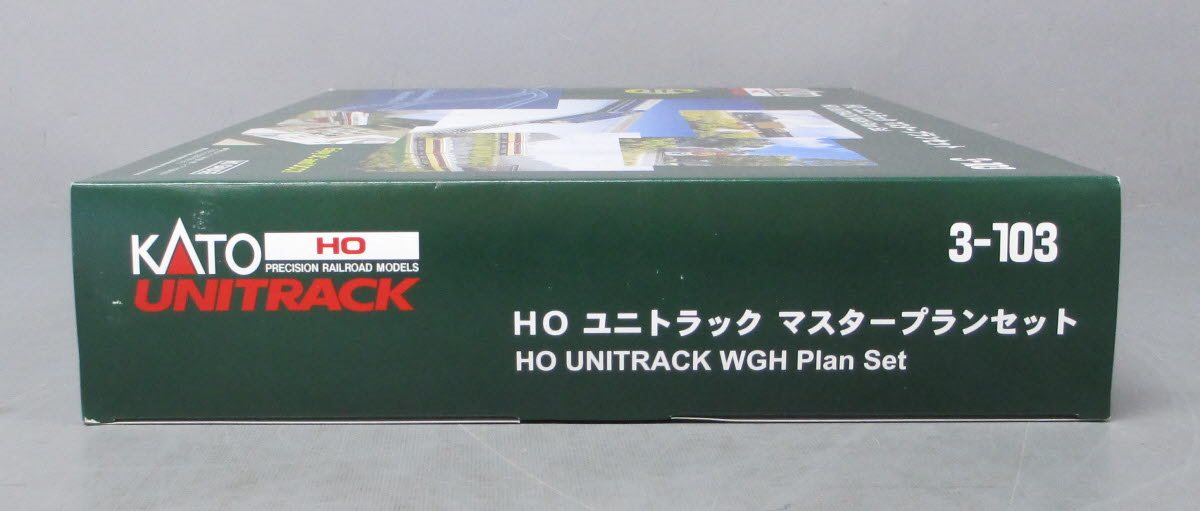 KATO HO
PRECISION RAILROAD MODELS
UNITRACK
3-103
HO ユニトラック マスタープランセット
HO UNITRACK WGH Plan Set